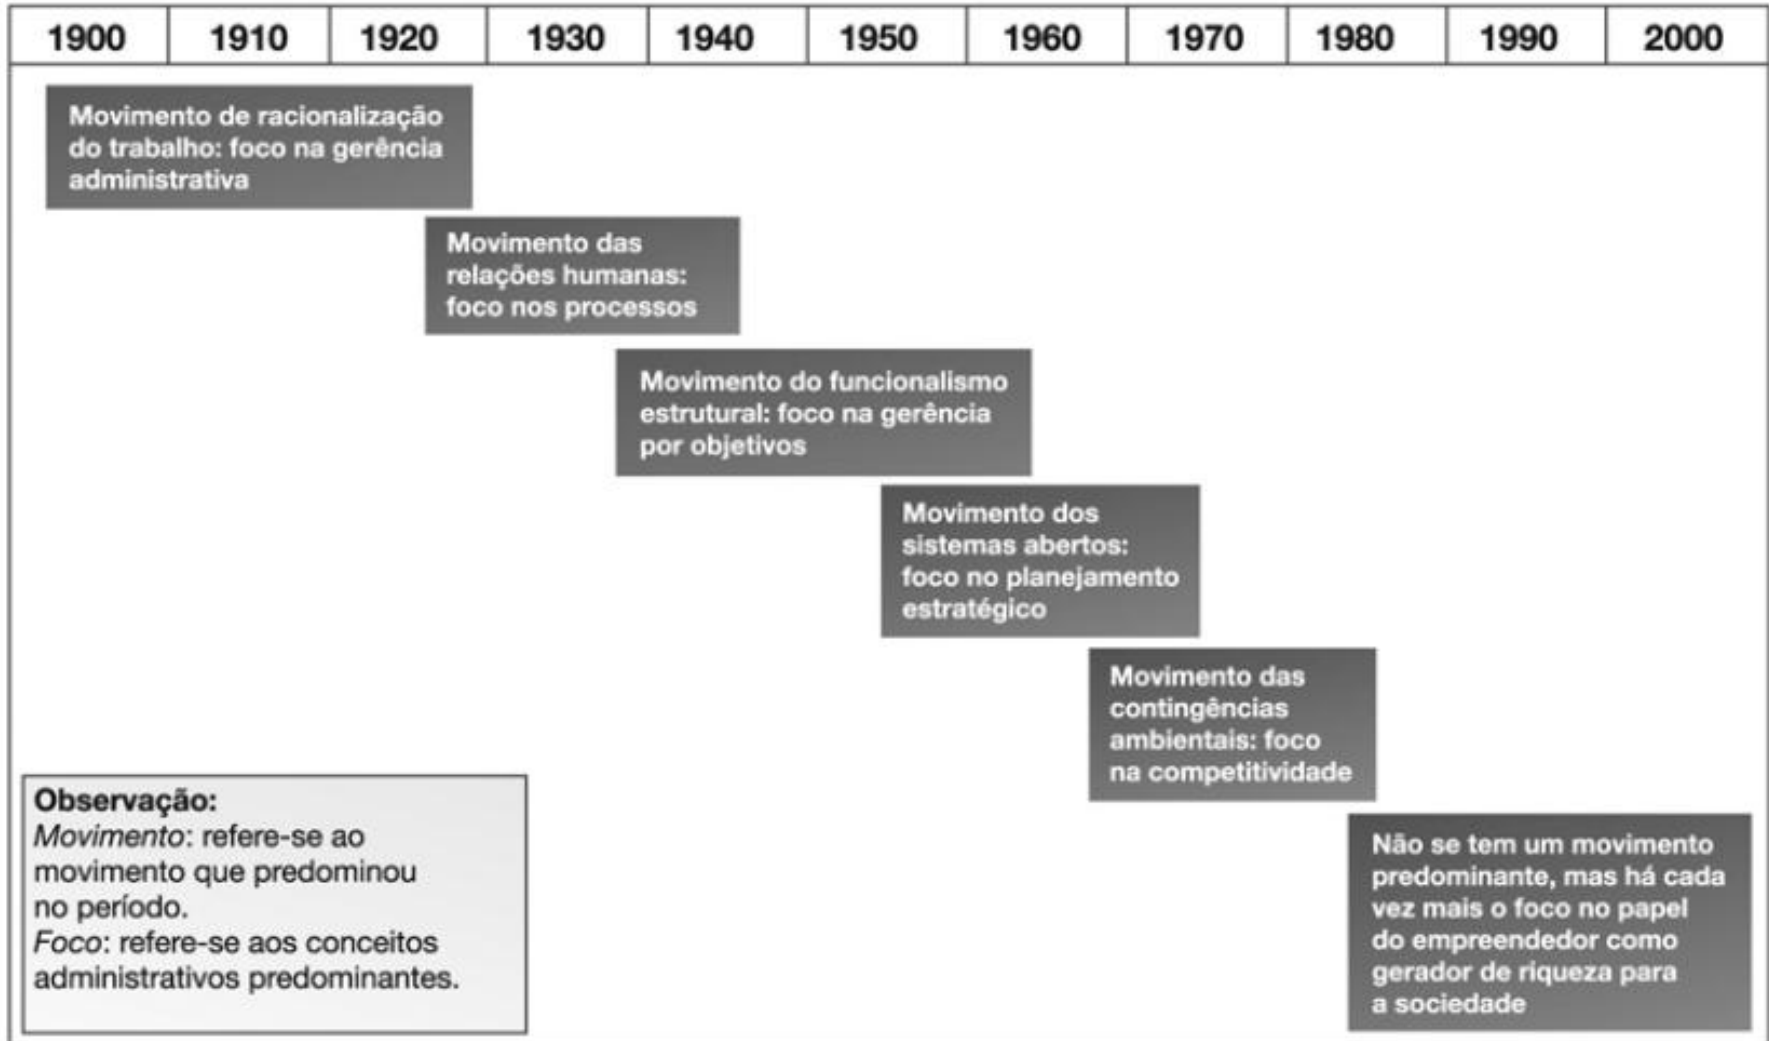 1900 1910 1920 1930 1940 1950 1960 1970 1980 1990 2000
Movimento de racionalização
do trabalho: foco na gerência
administrativa
Movimento das
relações humanas:
foco nos processos
Movimento do funcionalismo
estrutural: foco na gerência
por objetivos
Movimento dos
sistemas abertos:
foco no planejamento
estratégico
Movimento das
contingências
ambientais: foco
na competitividade
Não se tem um movimento
predominante, mas há cada
vez mais o foco no papel
do empreendedor como
gerador de riqueza para
a sociedade
Observação:
Movimento: refere-se ao
movimento que predominou
no período.
Foco: refere-se aos conceitos
administrativos predominantes.